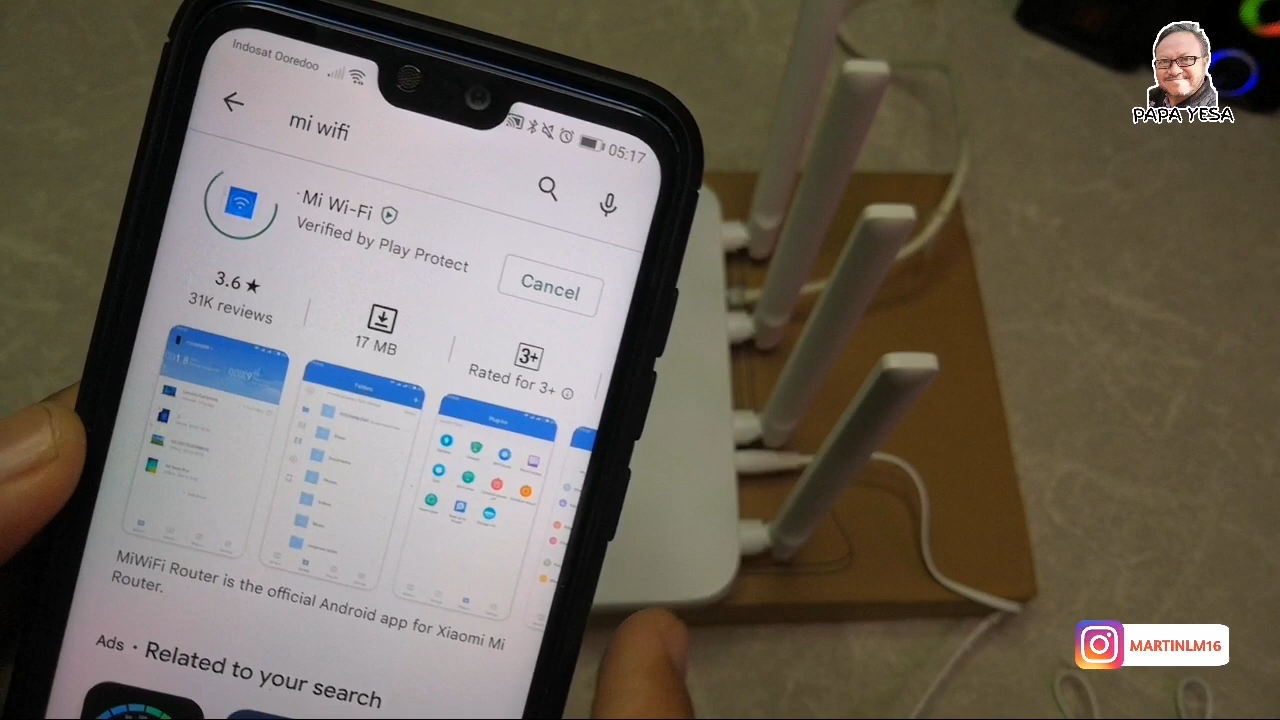 Indosat Ooredoo
05:17
mi wifi
Mi Wi-Fi
Verified by Play Protect
Cancel
3.6 ★
31K reviews
17 MB
3+
Rated for 3+
Folders
MiWiFi Router is the official Android app for Xiaomi Mi
Router.
Ads · Related to your search
PAPA YESA
MARTINLM16